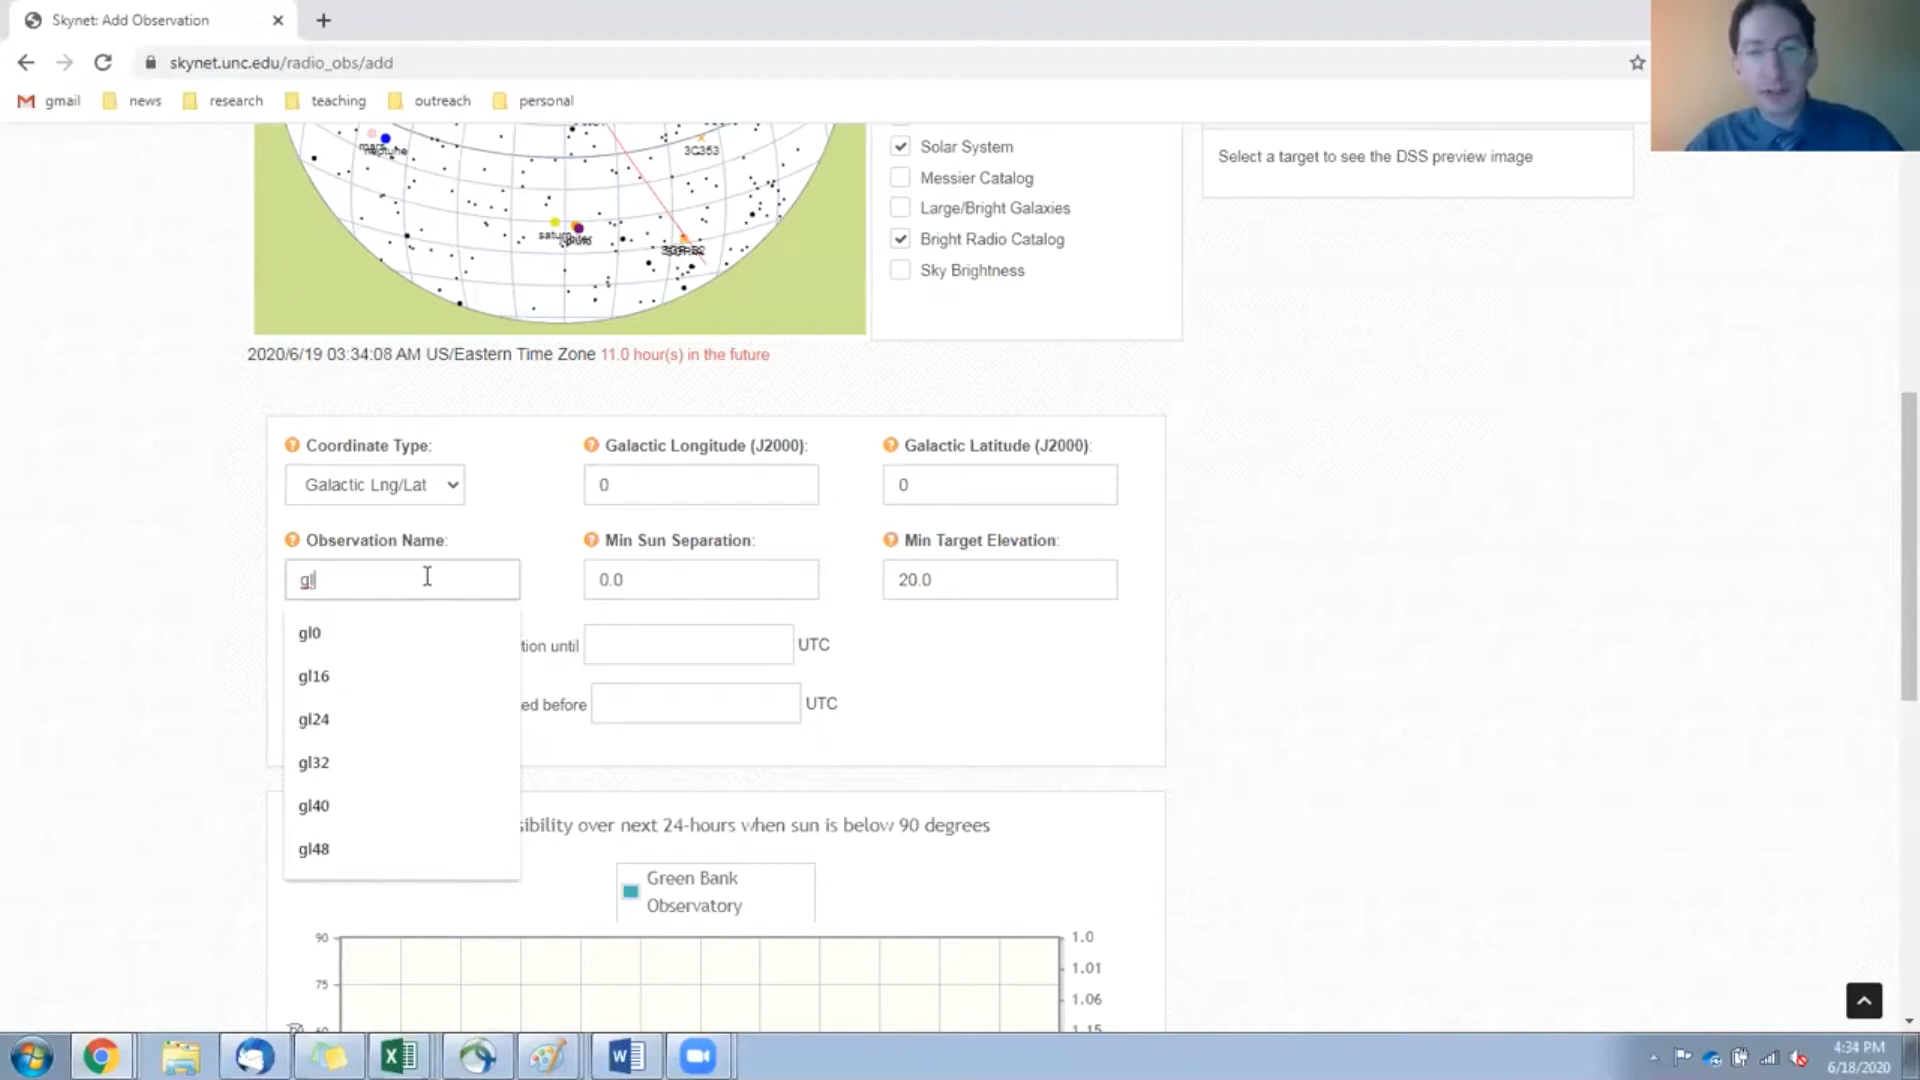 Skynet: Add Observation
skynet.unc.edu/radio_obs/add
gmail news research teaching outreach personal
neptune
3C353
saturn
Solar System
Messier Catalog
Large/Bright Galaxies
Bright Radio Catalog
Sky Brightness
Select a target to see the DSS preview image
2020/6/19 03:34:08 AM US/Eastern Time Zone 11.0 hour(s) in the future
Coordinate Type: Galactic Longitude (J2000): Galactic Latitude (J2000):
Galactic Lng/Lat 0 0
Observation Name: Min Sun Separation: Min Target Elevation:
gl 0.0 20.0
gl0
gl16
gl24
gl32
gl40
gl48
tion until UTC
ed before UTC
sibility over next 24-hours when sun is below 90 degrees
Green Bank
Observatory
90 1.0
1.01
75
1.06
60 1.15
4:34 PM
6/18/2020